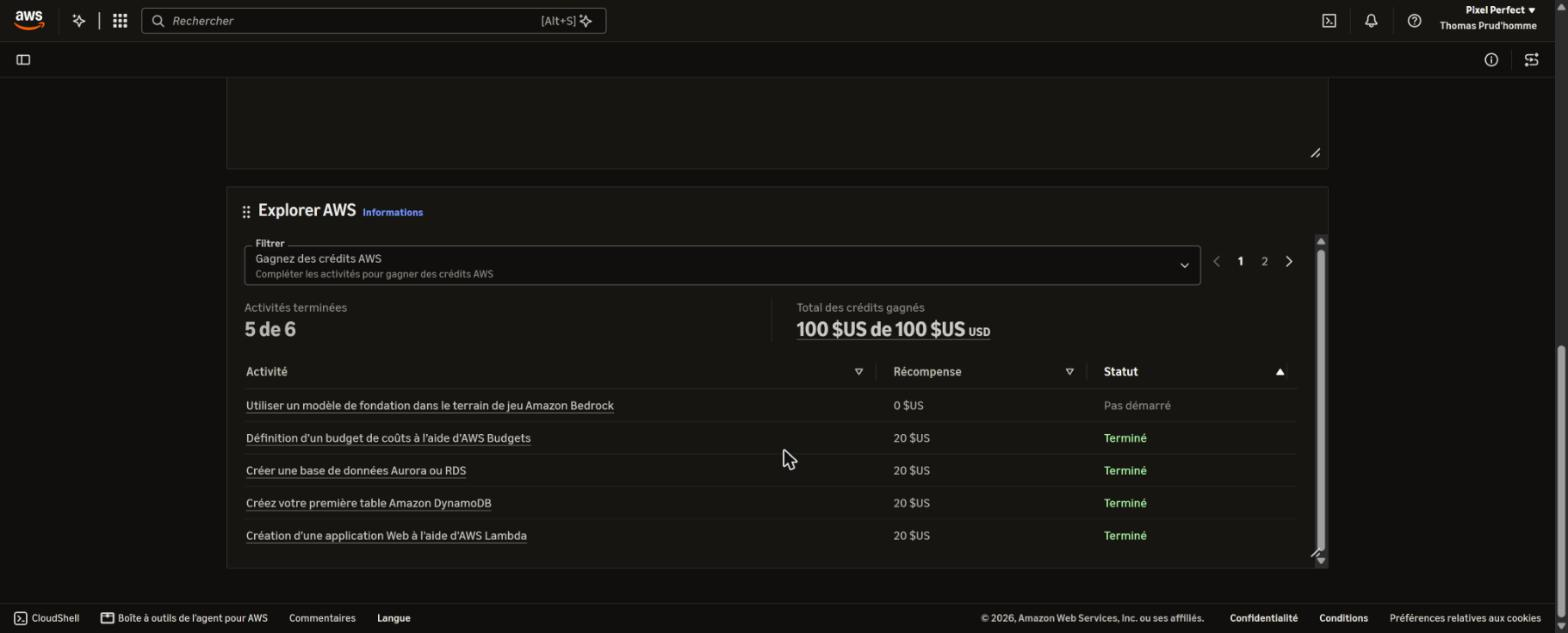 aws
Rechercher
[Alt+S]
Pixel Perfect
Thomas Prud'homme
Explorer AWS Informations
Filtrer
Gagnez des crédits AWS
Compléter les activités pour gagner des crédits AWS
1 2
Activités terminées
5 de 6
Total des crédits gagnés
100 $US de 100 $US USD
Activité Récompense Statut
Utiliser un modèle de fondation dans le terrain de jeu Amazon Bedrock 0 $US Pas démarré
Définition d'un budget de coûts à l'aide d'AWS Budgets 20 $US Terminé
Créer une base de données Aurora ou RDS 20 $US Terminé
Créez votre première table Amazon DynamoDB 20 $US Terminé
Création d'une application Web à l'aide d'AWS Lambda 20 $US Terminé
CloudShell Boîte à outils de l'agent pour AWS Commentaires Langue © 2026, Amazon Web Services, Inc. ou ses affiliés. Confidentialité Conditions Préférences relatives aux cookies